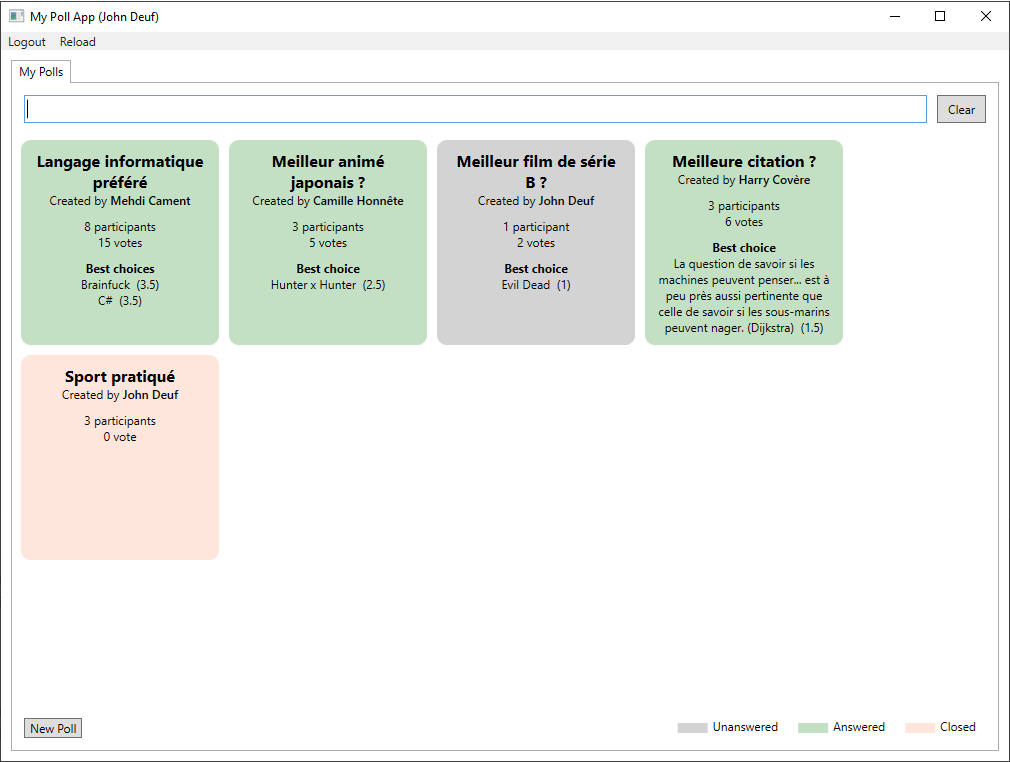 My Poll App (John Deuf)
Logout Reload
My Polls
Clear
Langage informatique
préféré
Created by Mehdi Cament
8 participants
15 votes
Best choices
Brainfuck (3.5)
C# (3.5)
Meilleur animé
japonais ?
Created by Camille Honnête
3 participants
5 votes
Best choice
Hunter x Hunter (2.5)
Meilleur film de série
B ?
Created by John Deuf
1 participant
2 votes
Best choice
Evil Dead (1)
Meilleure citation ?
Created by Harry Covère
3 participants
6 votes
Best choice
La question de savoir si les
machines peuvent penser... est à
peu près aussi pertinente que
celle de savoir si les sous-marins
peuvent nager. (Dijkstra) (1.5)
Sport pratiqué
Created by John Deuf
3 participants
0 vote
New Poll
Unanswered Answered Closed